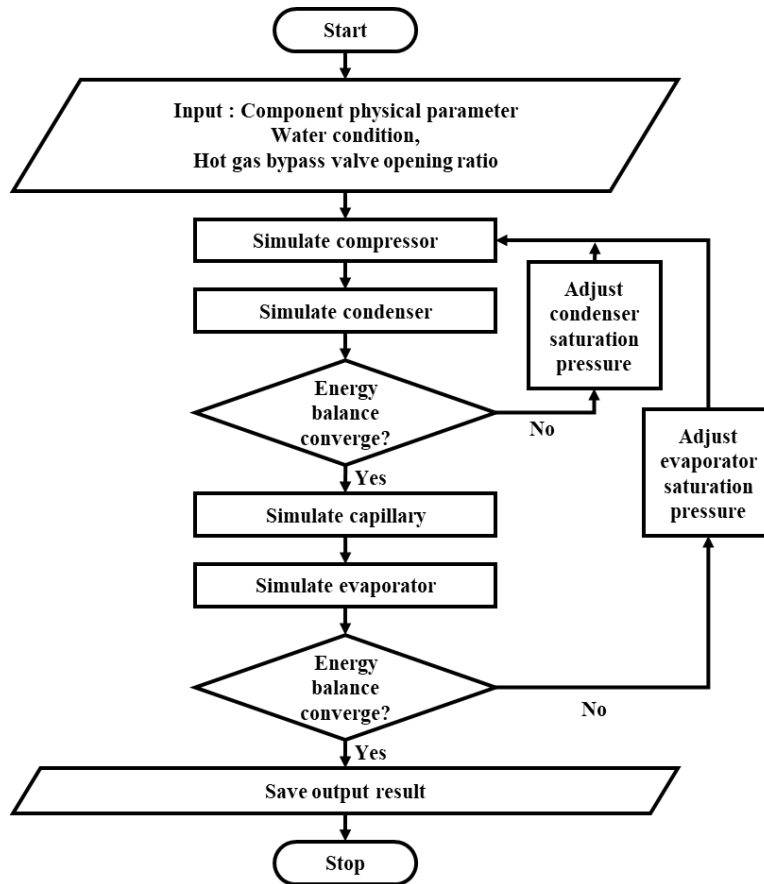 Start
Input : Component physical parameter
Water condition,
Hot gas bypass valve opening ratio
Simulate compressor
Simulate condenser
Adjust
condenser
saturation
pressure
Energy
balance
converge?
No
Yes
Adjust
evaporator
saturation
pressure
Simulate capillary
Simulate evaporator
Energy
balance
converge?
No
Yes
Save output result
Stop